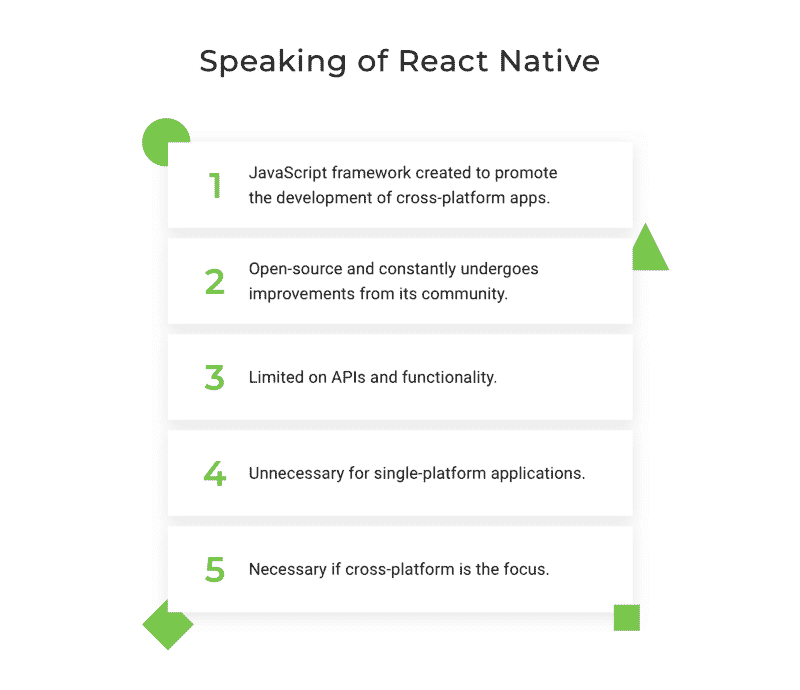 Speaking of React Native
1
JavaScript framework created to promote
the development of cross-platform apps.
2
Open-source and constantly undergoes
improvements from its community.
3
Limited on APIs and functionality.
4
Unnecessary for single-platform applications.
5
Necessary if cross-platform is the focus.